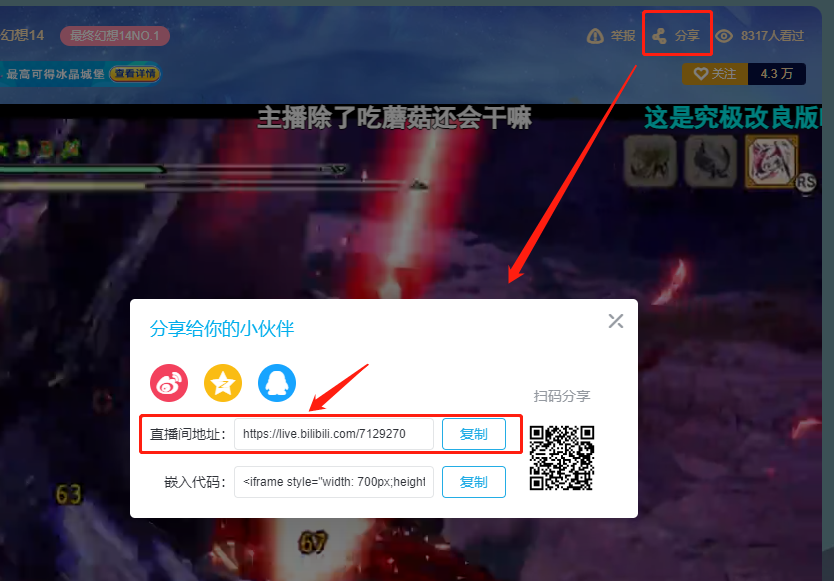 幻想14
最终幻想14NO.1
举报
分享
8317人看过
最高可得冰晶城堡
查看详情
关注
4.3 万
主播除了吃蘑菇还会干嘛
这是究极改良版
RS
分享给你的小伙伴
扫码分享
直播间地址：
https://live.bilibili.com/7129270
复制
嵌入代码：
<iframe style="width: 700px;height
复制
63
67